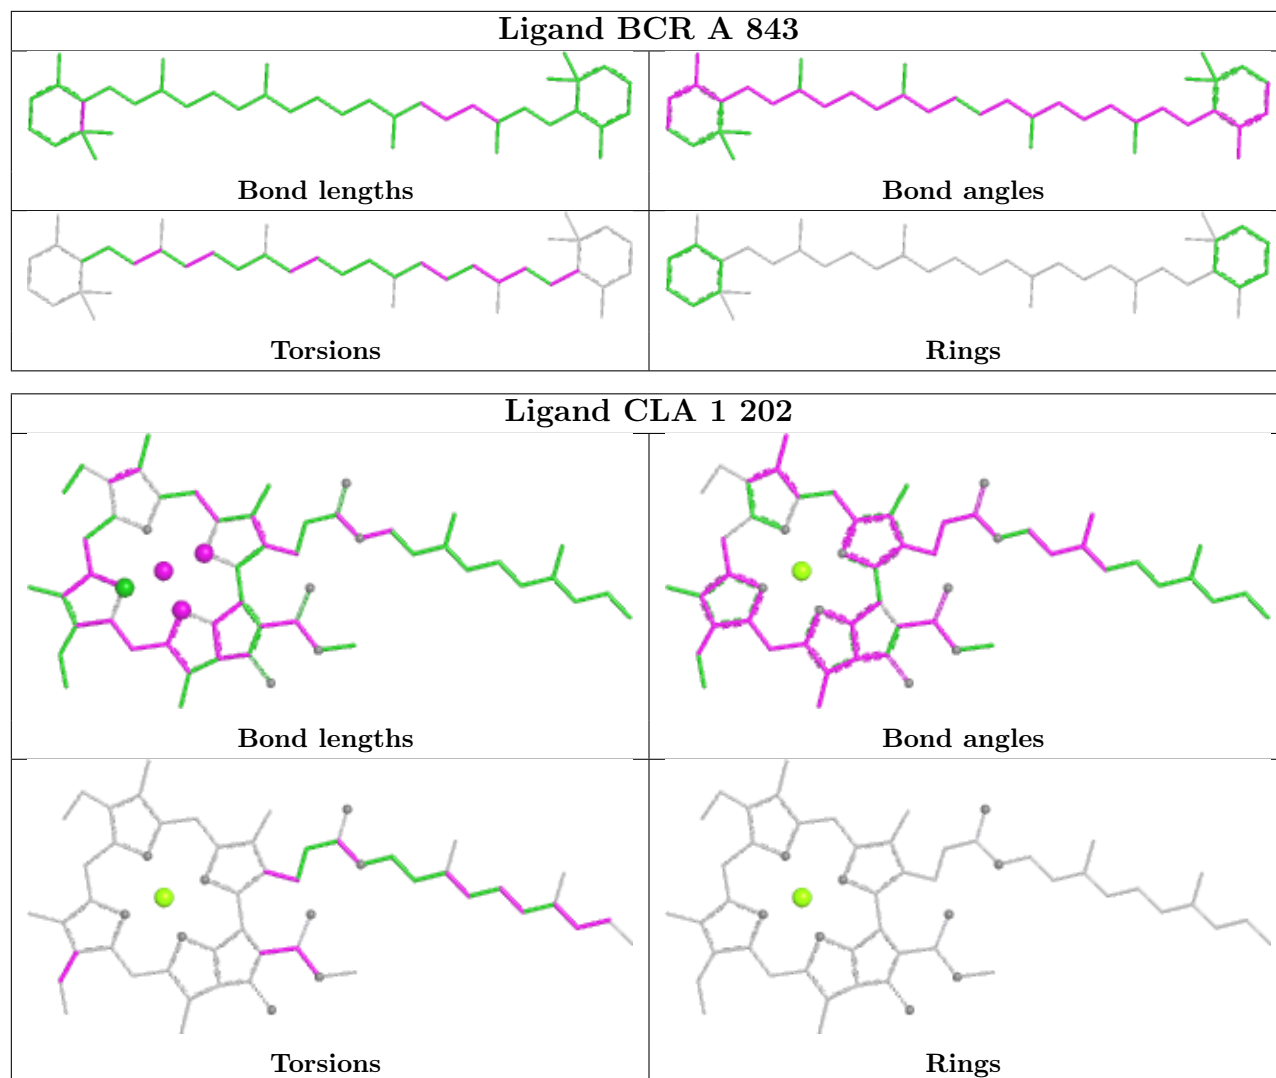 Ligand BCR A 843
Bond lengths
Bond angles
Torsions
Rings
Ligand CLA 1 202
Bond lengths
Bond angles
Torsions
Rings